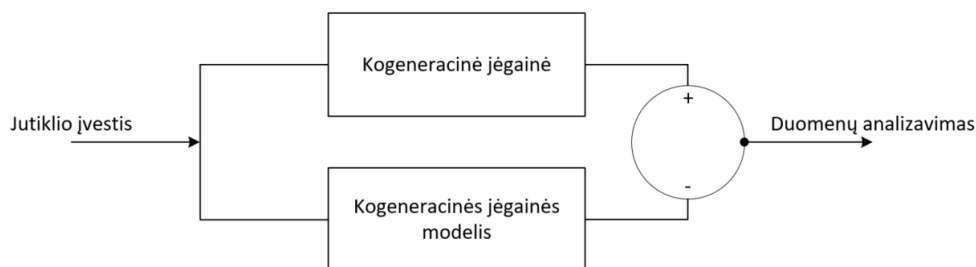 Kogeneracinė jėgainė
+
Jutiklio įvestis
Duomenų analizavimas
-
Kogeneracinės jėgainės
modelis